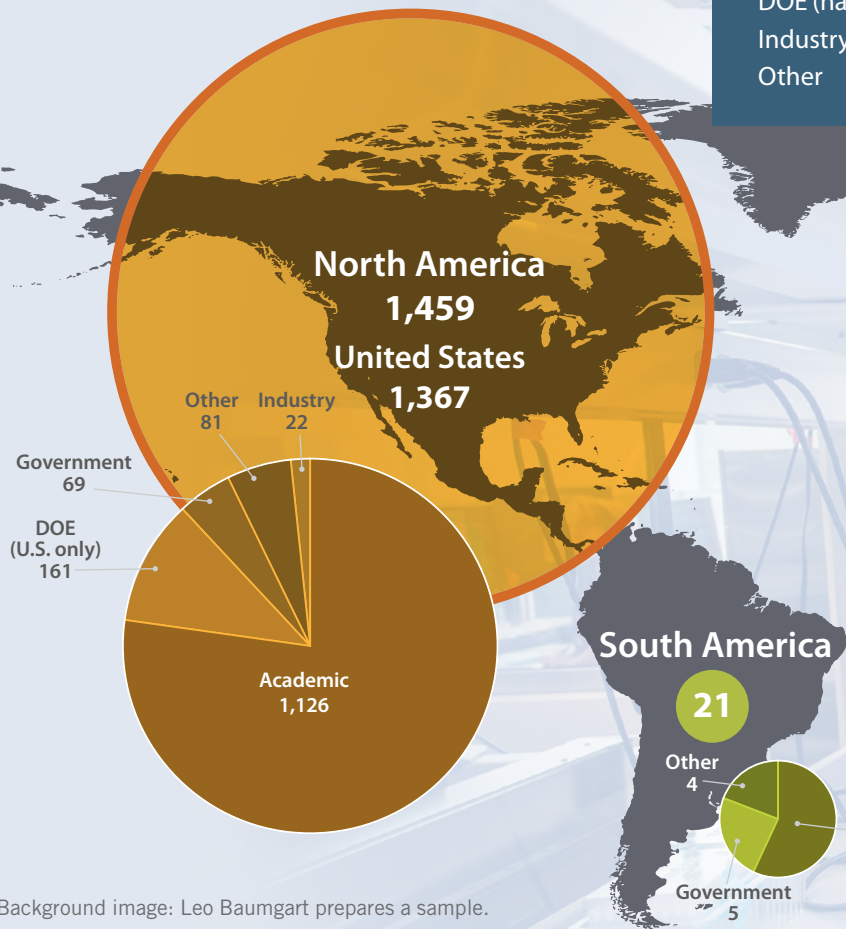 DOE
Industry
Other
North America
1,459
United States
1,367
Other
81
Industry
22
Government
69
DOE
(U.S. only)
161
Academic
1,126
South America
21
Other
4
Government
5
Background image: Leo Baumgart prepares a sample.